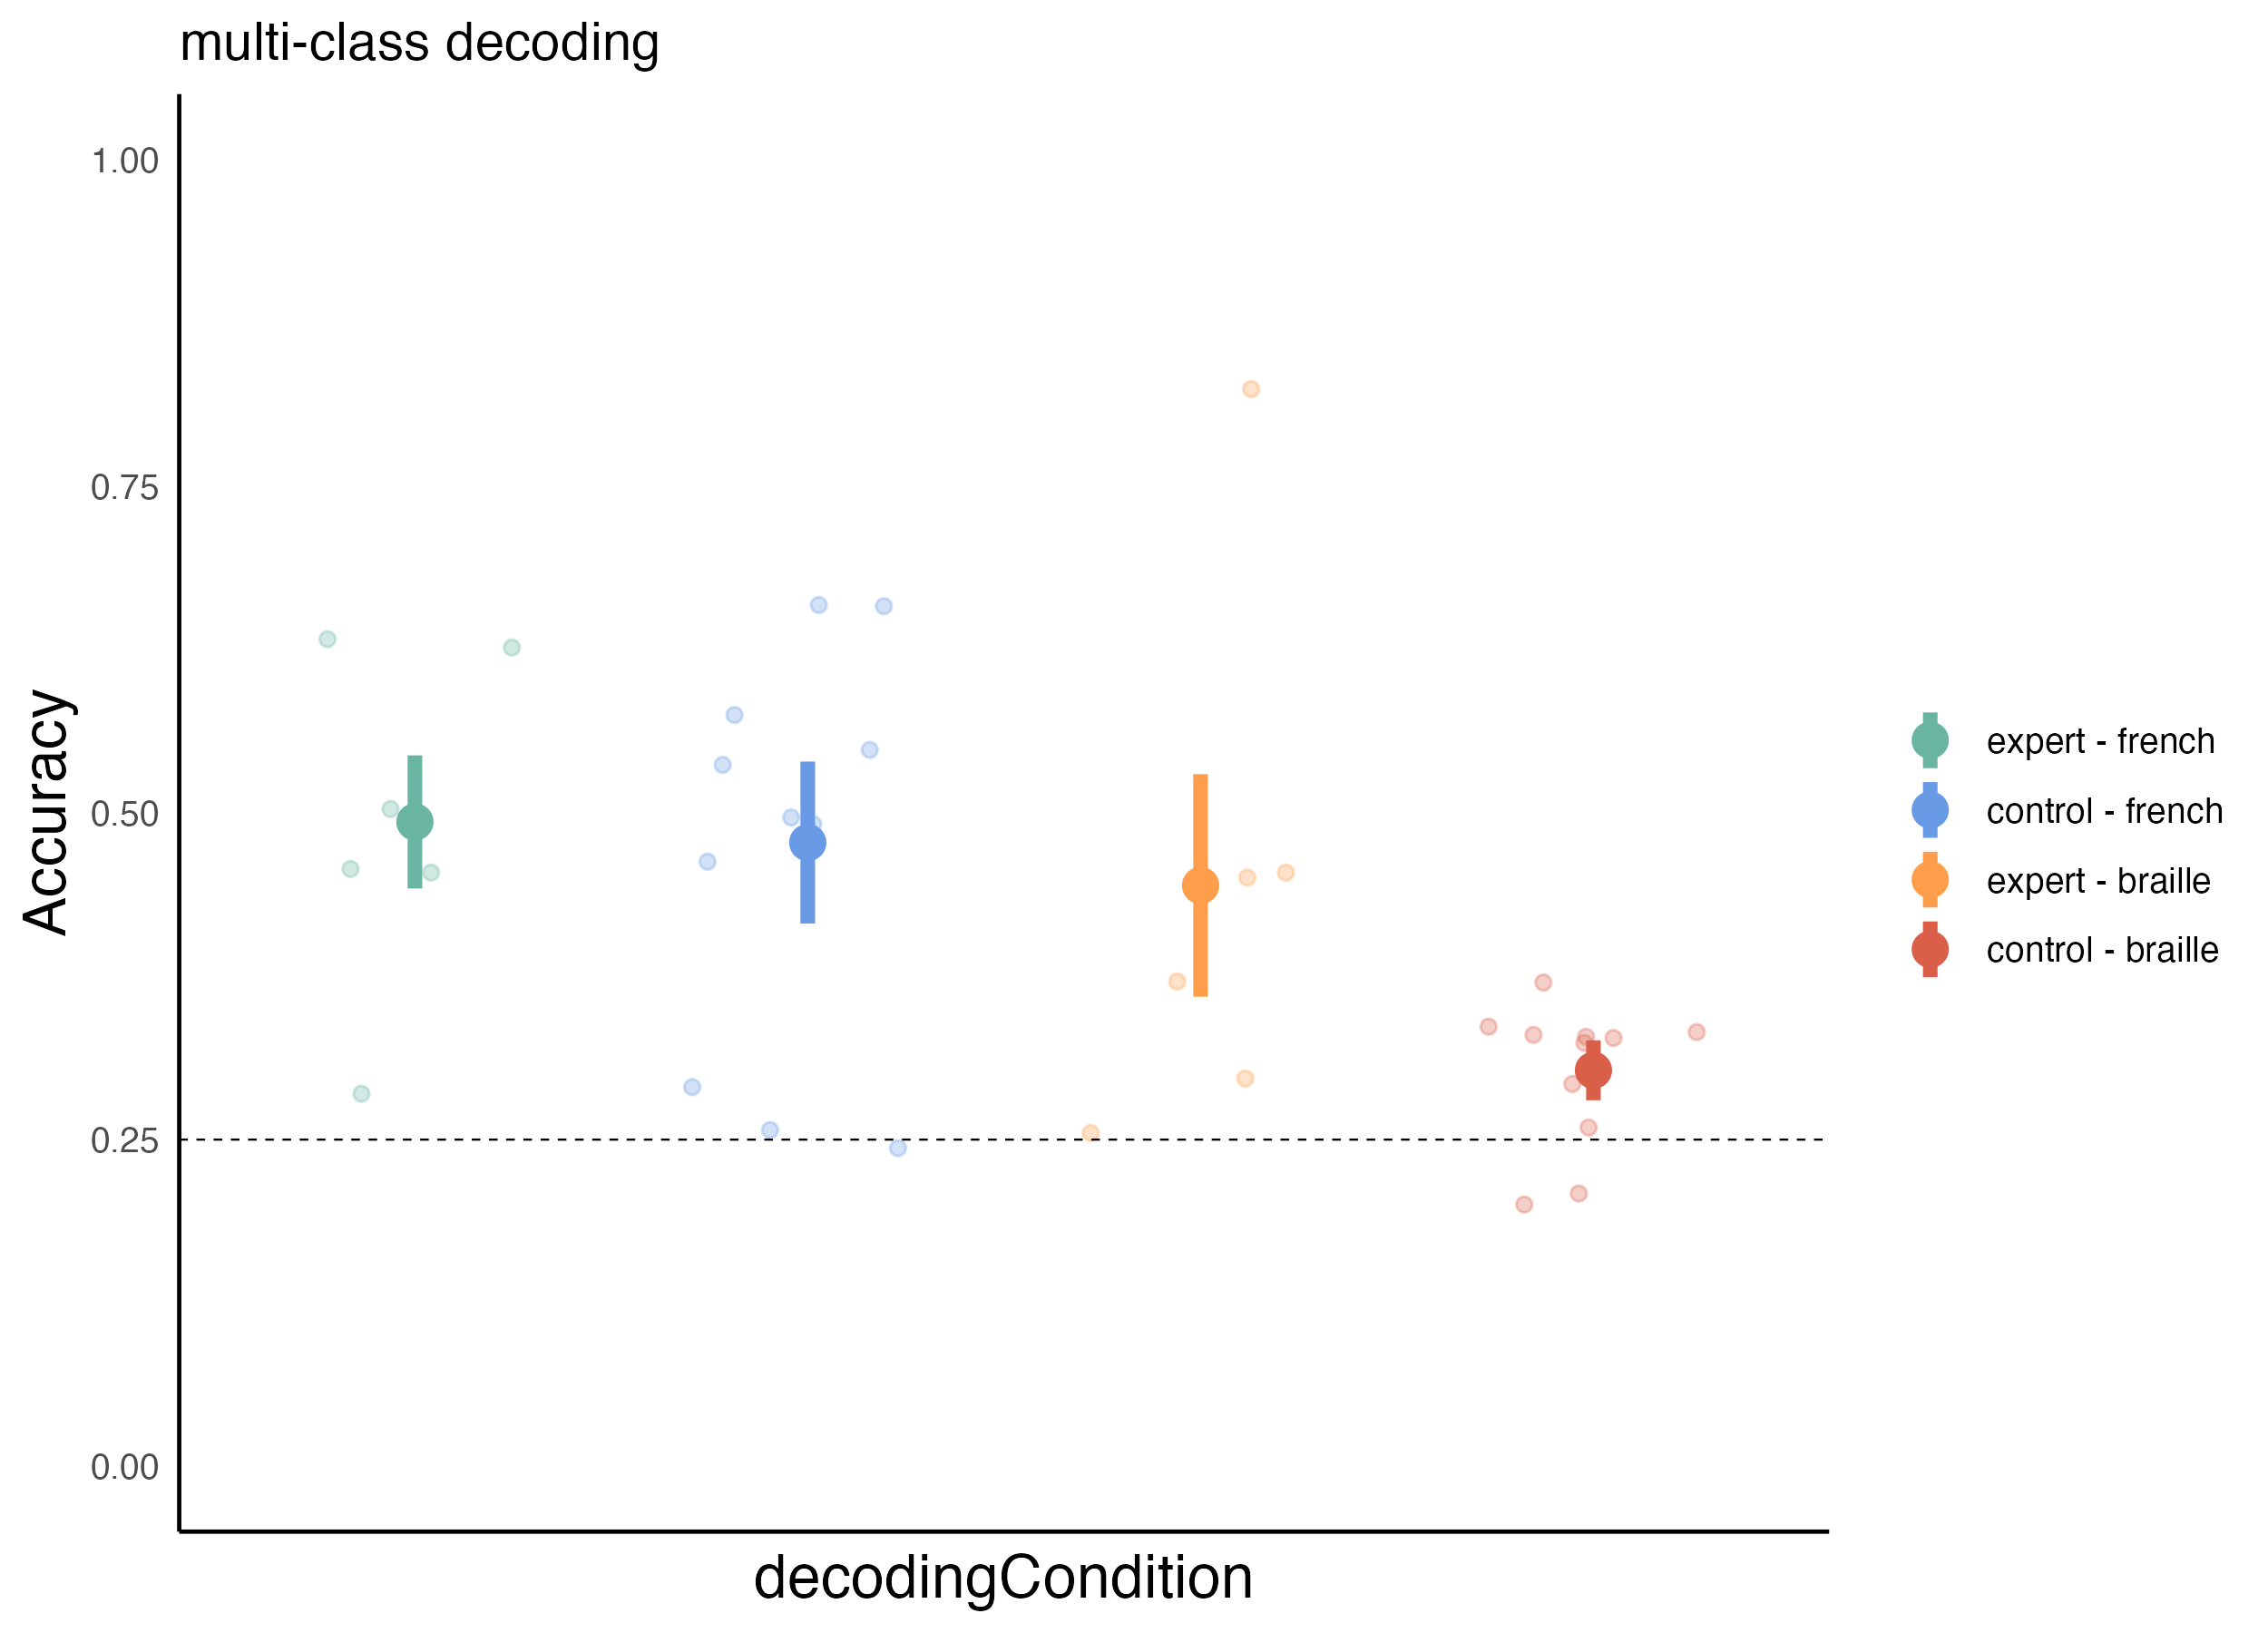 multi-class decoding
1.00
0.75
0.50
0.25
0.00
Accuracy
decodingCondition
expert - french
control - french
expert - braille
control - braille